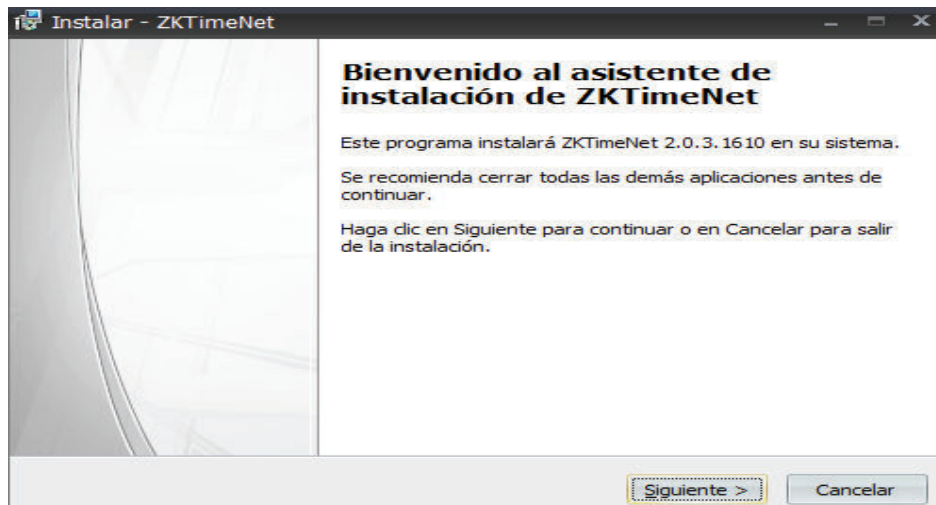 Instalar - ZKTimeNet
Bienvenido al asistente de
instalación de ZKTimeNet
Este programa instalará ZKTimeNet 2.0.3.1610 en su sistema.
Se recomienda cerrar todas las demás aplicaciones antes de
continuar.
Haga clic en Siguiente para continuar o en Cancelar para salir
de la instalación.
Siguiente >
Cancelar